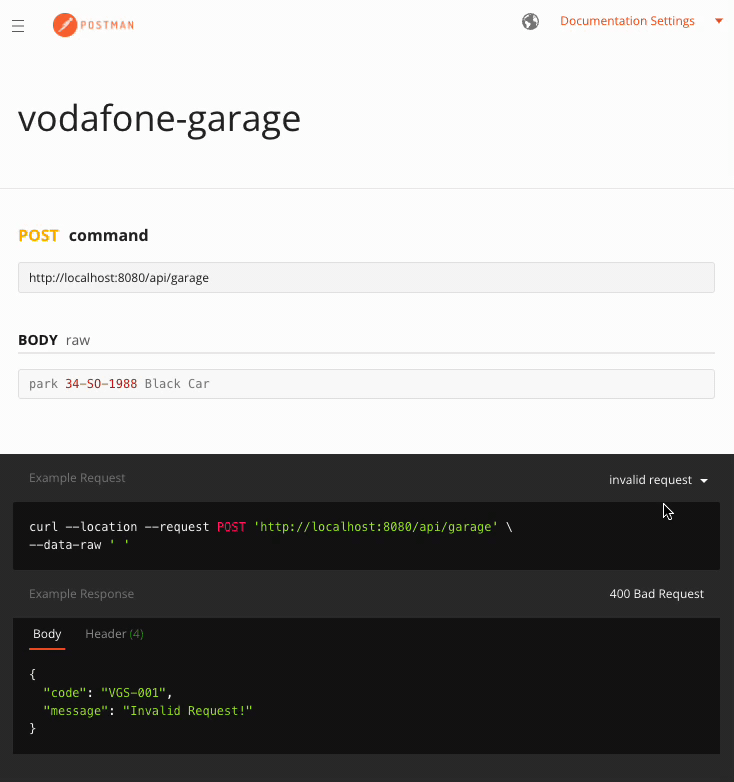 POSTMAN
Documentation Settings
vodafone-garage
POST command
http://localhost:8080/api/garage
BODY raw
park 34-SO-1988 Black Car
Example Request
invalid request
curl --location --request POST 'http://localhost:8080/api/garage' \
--data-raw ' '
Example Response
400 Bad Request
Body Header (4)
{
"code": "VGS-001",
"message": "Invalid Request!"
}